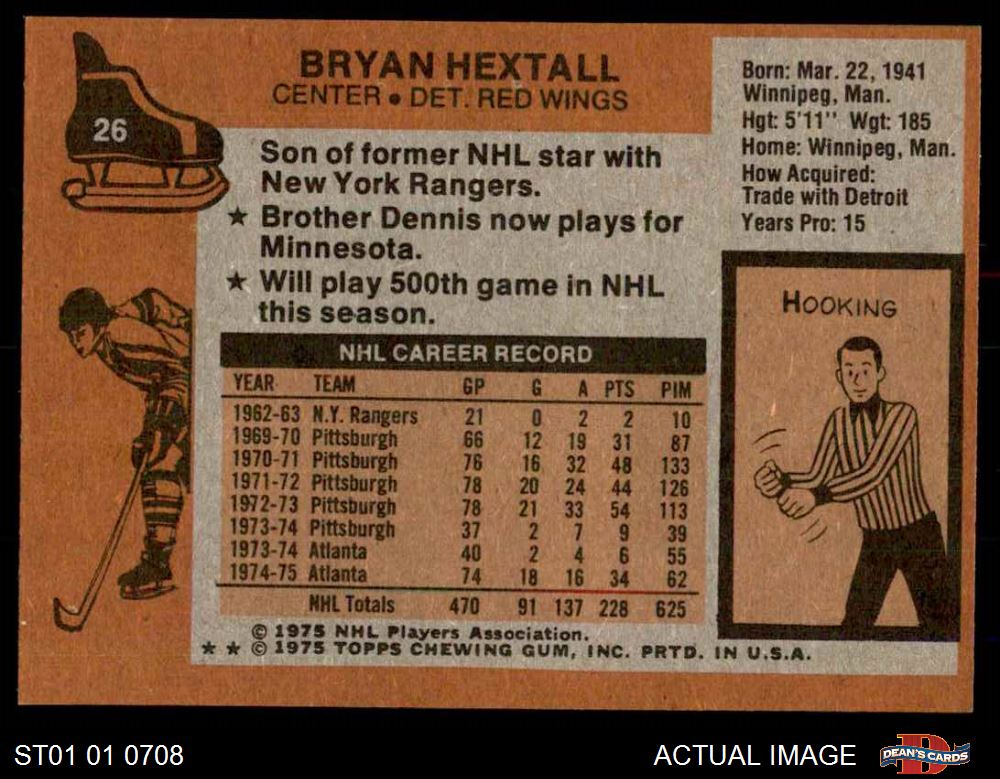 26
BRYAN HEXTALL
CENTER • DET. RED WINGS
Son of former NHL star with
New York Rangers.
★ Brother Dennis now plays for
Minnesota.
★ Will play 500th game in NHL
this season.
Born: Mar. 22, 1941
Winnipeg, Man.
Hgt: 5'11" Wgt: 185
Home: Winnipeg, Man.
How Acquired:
Trade with Detroit
Years Pro: 15
HOOKING
NHL CAREER RECORD
YEAR TEAM GP G A PTS PIM
1962-63 N.Y. Rangers 21 0 2 2 10
1969-70 Pittsburgh 66 12 19 31 87
1970-71 Pittsburgh 76 16 32 48 133
1971-72 Pittsburgh 78 20 24 44 126
1972-73 Pittsburgh 78 21 33 54 113
1973-74 Pittsburgh 37 2 7 9 39
1973-74 Atlanta 40 2 4 6 55
1974-75 Atlanta 74 18 16 34 62
NHL Totals 470 91 137 228 625
© 1975 NHL Players Association.
★ ★ © 1975 TOPPS CHEWING GUM, INC. PRTD. IN U.S.A.
ST01 01 0708
ACTUAL IMAGE
DEAN'S CARDS